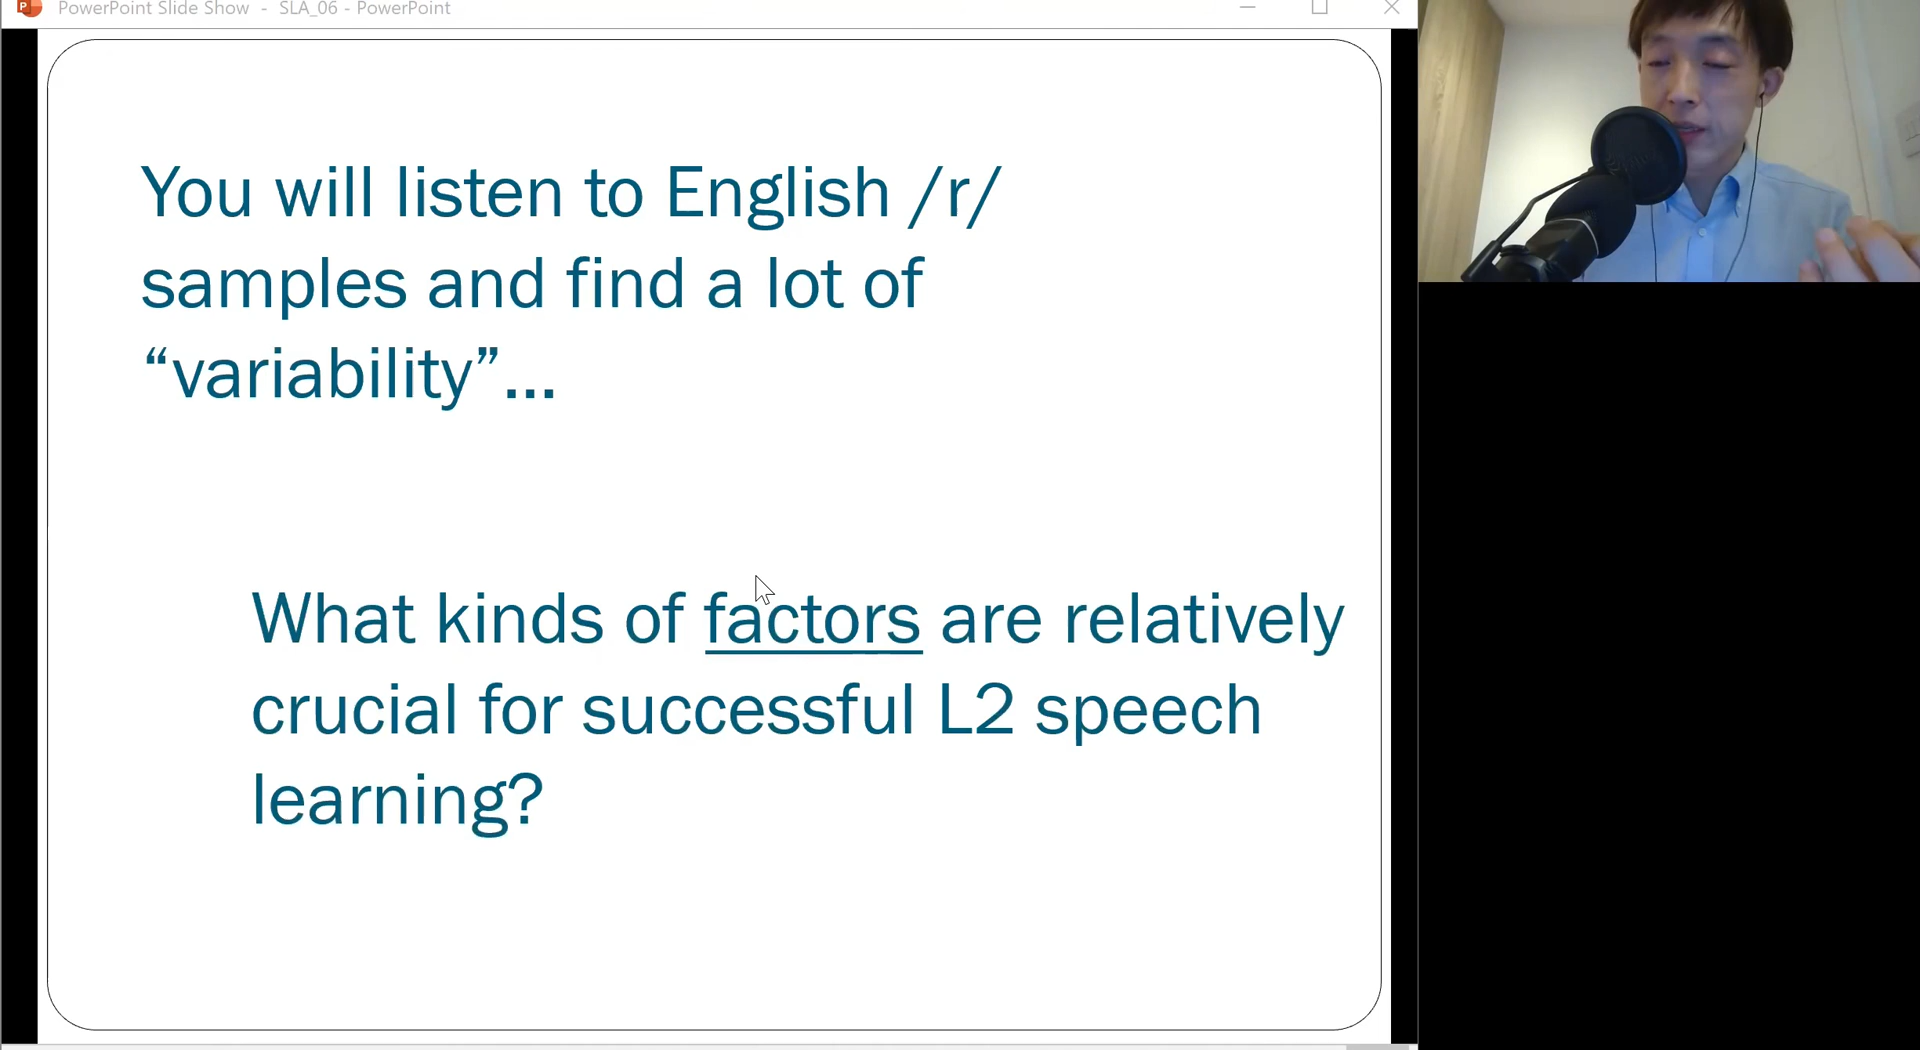 PowerPoint Slide Show - SLA_06 - PowerPoint
You will listen to English /r/
samples and find a lot of
“variability”...
What kinds of factors are relatively
crucial for successful L2 speech
learning?